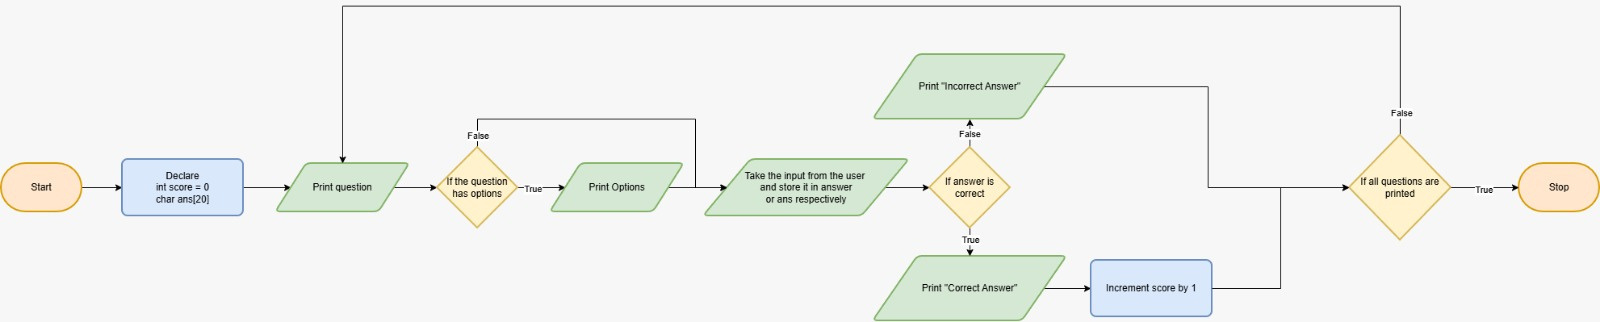 Start
Declare
int score = 0
char ans[20]
Print question
False
If the question
has options
True
Print Options
Take the input from the user
and store it in answer
or ans respectively
Print "Incorrect Answer"
False
If answer is
correct
True
Print "Correct Answer"
Increment score by 1
False
If all questions are
printed
True
Stop